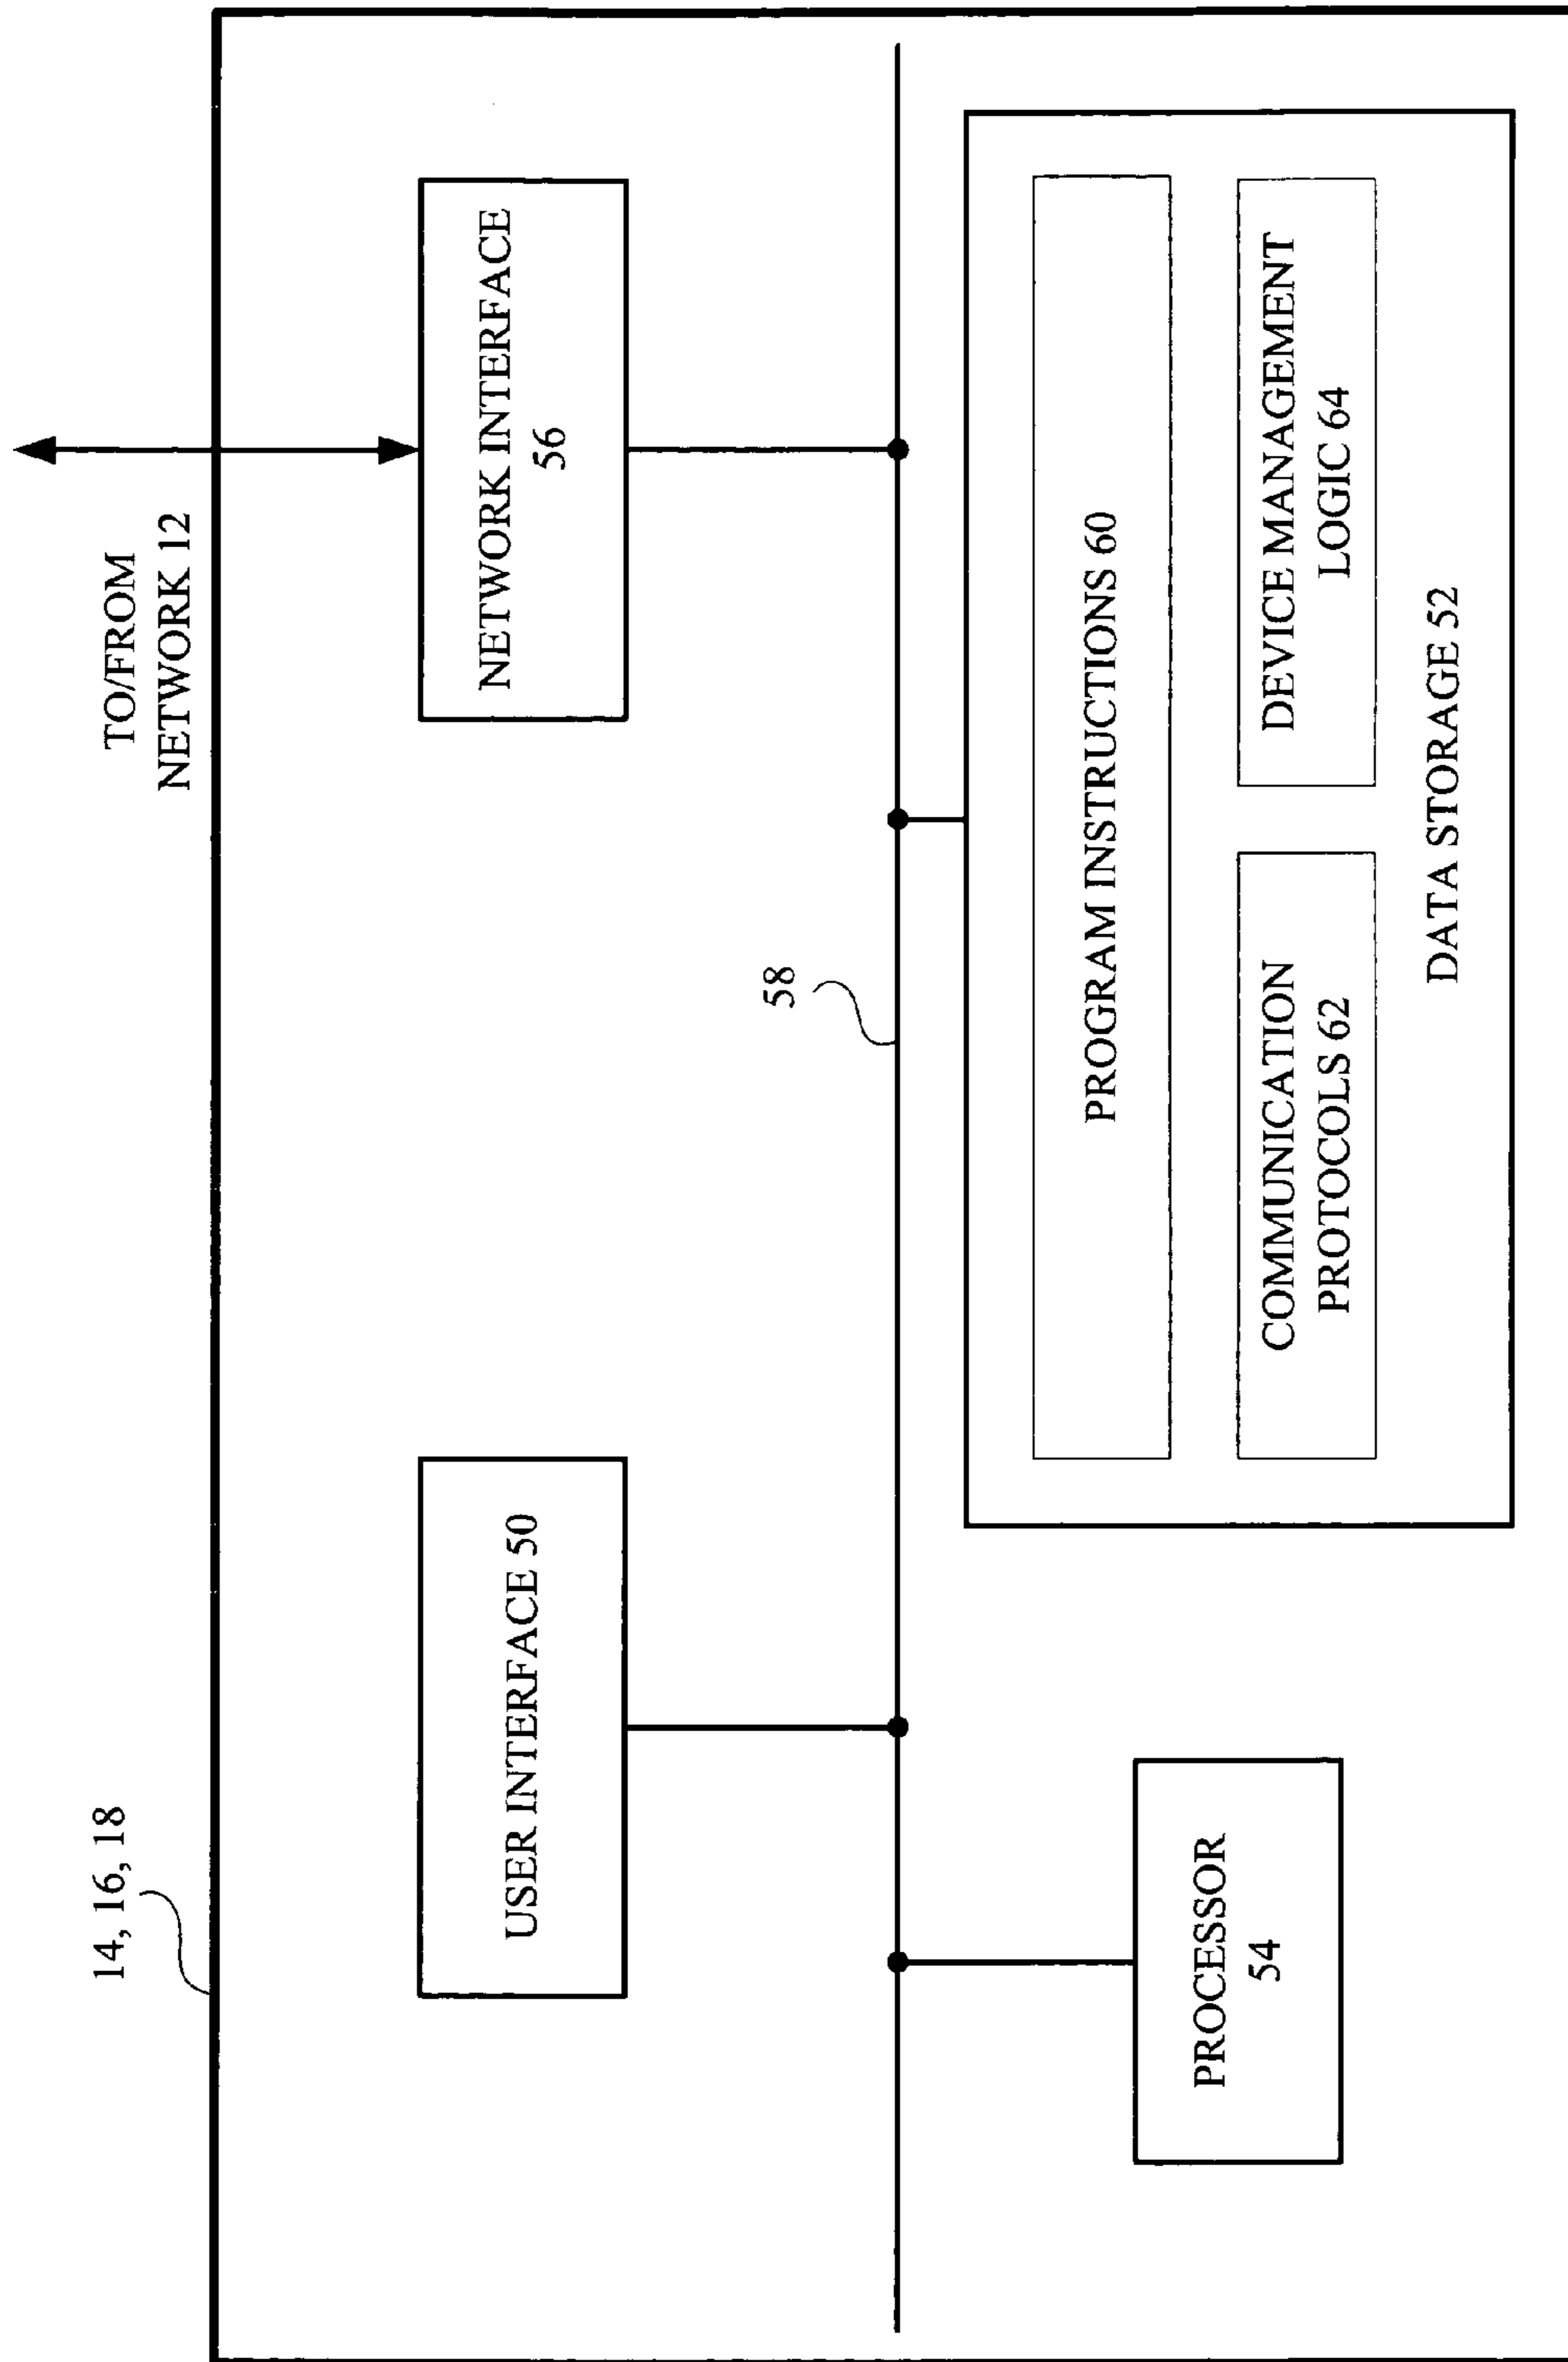 TO/FROM
NETWORK 12
14, 16, 18
USER INTERFACE 50
NETWORK INTERFACE
56
58
PROCESSOR
54
PROGRAM INSTRUCTIONS 60
COMMUNICATION
PROTOCOLS 62
DEVICE MANAGEMENT
LOGIC 64
DATA STORAGE 52